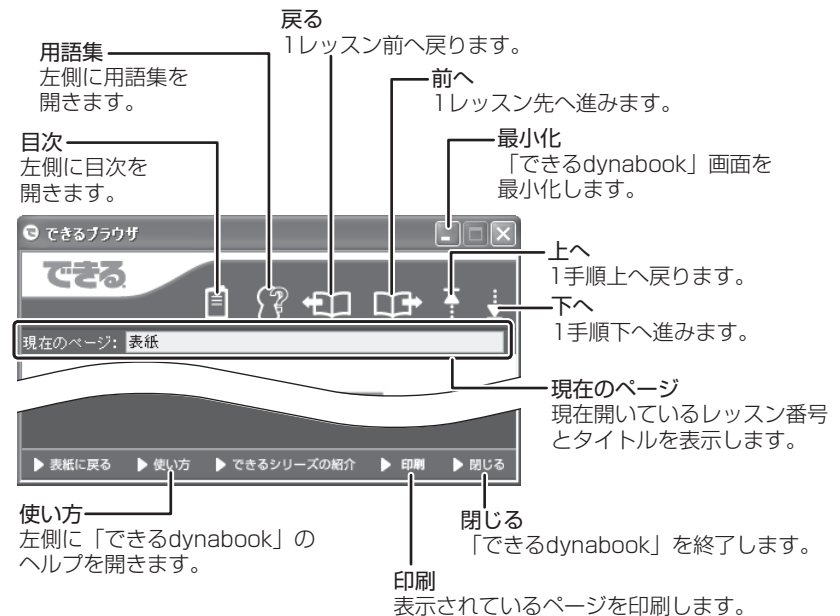 戻る
1レッスン前へ戻ります。
用語集
左側に用語集を
開きます。
前へ
1レッスン先へ進みます。
目次
左側に目次を
開きます。
最小化
「できるdynabook」画面を
最小化します。
できるブラウザ
できる
上へ
1手順上へ戻ります。
下へ
1手順下へ進みます。
現在のページ: 表紙
現在のページ
現在開いているレッスン番号
とタイトルを表示します。
表紙に戻る 使い方 できるシリーズの紹介 印刷 閉じる
使い方
左側に「できるdynabook」の
ヘルプを開きます。
閉じる
「できるdynabook」を終了します。
印刷
表示されているページを印刷します。